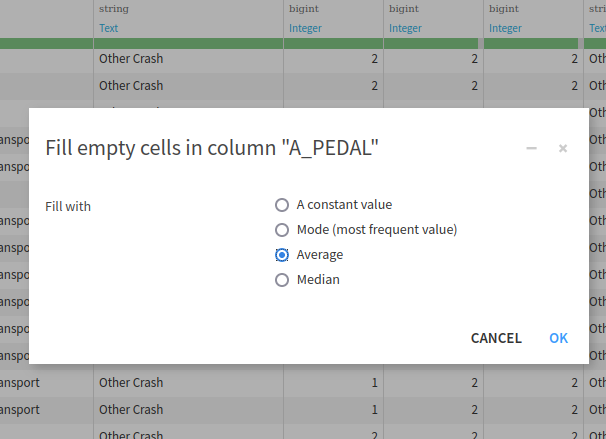 string bigint bigint string
Text Integer Integer Text
Other Crash 2 2 2 Oth
Other Crash 2 2 2 Oth
Fill empty cells in column "A_PEDAL"
Fill with
A constant value
Mode (most frequent value)
Average
Median
CANCEL OK
ansport Other Crash 1 2 2 Oth
ansport Other Crash 1 2 2 Oth
Other Crash 2 2 2 Oth